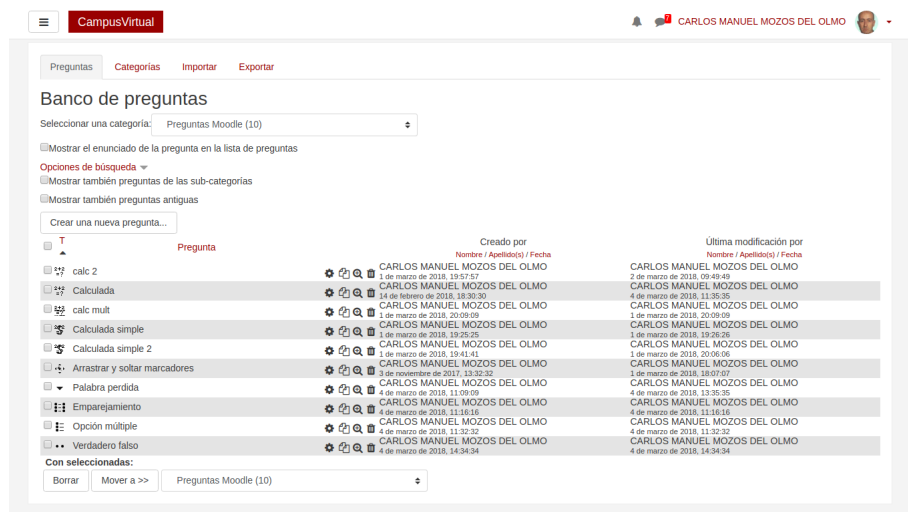 CampusVirtual
7
CARLOS MANUEL MOZOS DEL OLMO
Preguntas Categorías Importar Exportar
Banco de preguntas
Seleccionar una categoría: Preguntas Moodle (10)
Mostrar el enunciado de la pregunta en la lista de preguntas
Opciones de búsqueda
Mostrar también preguntas de las sub-categorías
Mostrar también preguntas antiguas
Crear una nueva pregunta...
T Pregunta Creado por Última modificación por
Nombre / Apellido(s) / Fecha Nombre / Apellido(s) / Fecha
calc 2 CARLOS MANUEL MOZOS DEL OLMO CARLOS MANUEL MOZOS DEL OLMO
1 de marzo de 2018, 19:57:57 2 de marzo de 2018, 09:49:49
Calculada CARLOS MANUEL MOZOS DEL OLMO CARLOS MANUEL MOZOS DEL OLMO
14 de febrero de 2018, 18:30:30 4 de marzo de 2018, 11:35:35
calc mult CARLOS MANUEL MOZOS DEL OLMO CARLOS MANUEL MOZOS DEL OLMO
1 de marzo de 2018, 20:09:09 1 de marzo de 2018, 20:09:09
Calculada simple CARLOS MANUEL MOZOS DEL OLMO CARLOS MANUEL MOZOS DEL OLMO
1 de marzo de 2018, 19:25:25 1 de marzo de 2018, 19:26:26
Calculada simple 2 CARLOS MANUEL MOZOS DEL OLMO CARLOS MANUEL MOZOS DEL OLMO
1 de marzo de 2018, 19:41:41 1 de marzo de 2018, 20:06:06
Arrastrar y soltar marcadores CARLOS MANUEL MOZOS DEL OLMO CARLOS MANUEL MOZOS DEL OLMO
3 de noviembre de 2017, 13:32:32 1 de marzo de 2018, 18:07:07
Palabra perdida CARLOS MANUEL MOZOS DEL OLMO CARLOS MANUEL MOZOS DEL OLMO
4 de marzo de 2018, 11:09:09 4 de marzo de 2018, 13:35:35
Emparejamiento CARLOS MANUEL MOZOS DEL OLMO CARLOS MANUEL MOZOS DEL OLMO
4 de marzo de 2018, 11:16:16 4 de marzo de 2018, 11:16:16
Opción múltiple CARLOS MANUEL MOZOS DEL OLMO CARLOS MANUEL MOZOS DEL OLMO
4 de marzo de 2018, 11:32:32 4 de marzo de 2018, 11:32:32
Verdadero falso CARLOS MANUEL MOZOS DEL OLMO CARLOS MANUEL MOZOS DEL OLMO
4 de marzo de 2018, 14:34:34 4 de marzo de 2018, 14:34:34
Con seleccionadas:
Borrar Mover a >> Preguntas Moodle (10)